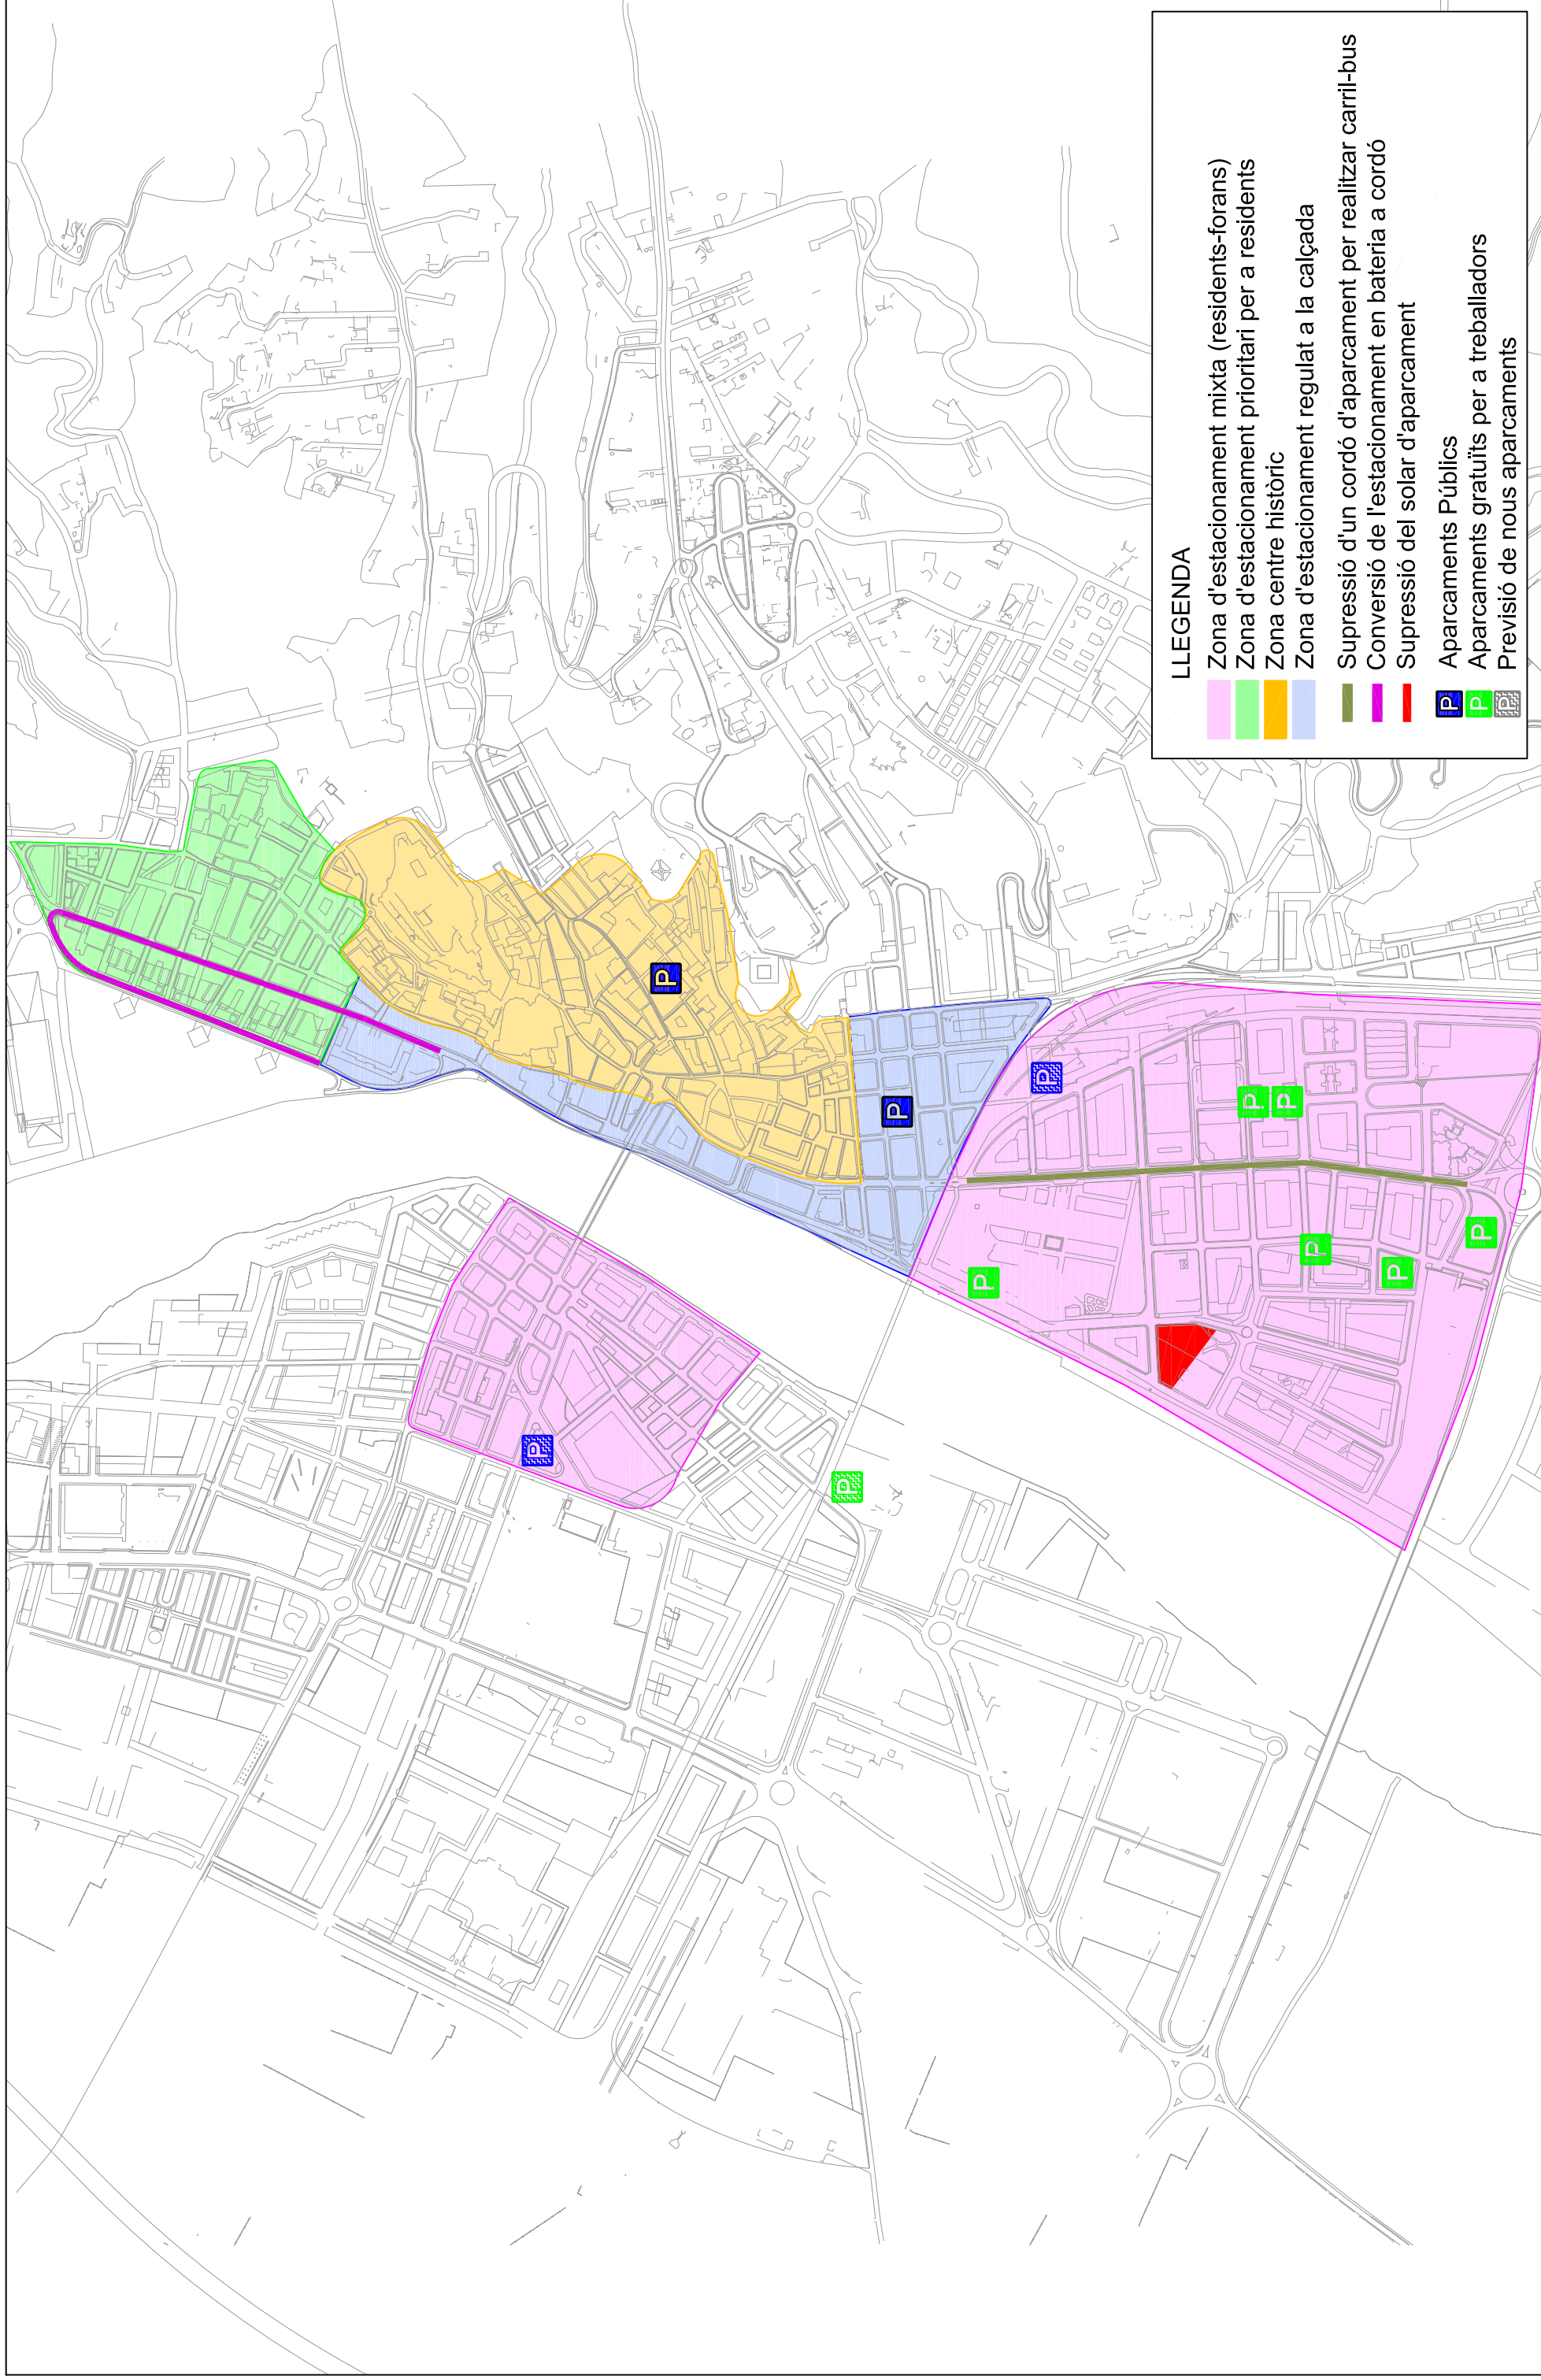 LLEGENDA
Zona d'estacionament mixta (residents-forans)
Zona d'estacionament prioritari per a residents
Zona centre històric
Zona d'estacionament regulat a la calçada
Supressió d'un cordó d'aparcament per realitzar carril-bus
Conversió de l'estacionament en bateria a cordó
Supressió del solar d'aparcament
P Aparcaments Públics
P Aparcaments gratuïts per a treballadors
P Previsió de nous aparcaments
P
P
P
P
P
P
P
P
P
P
P